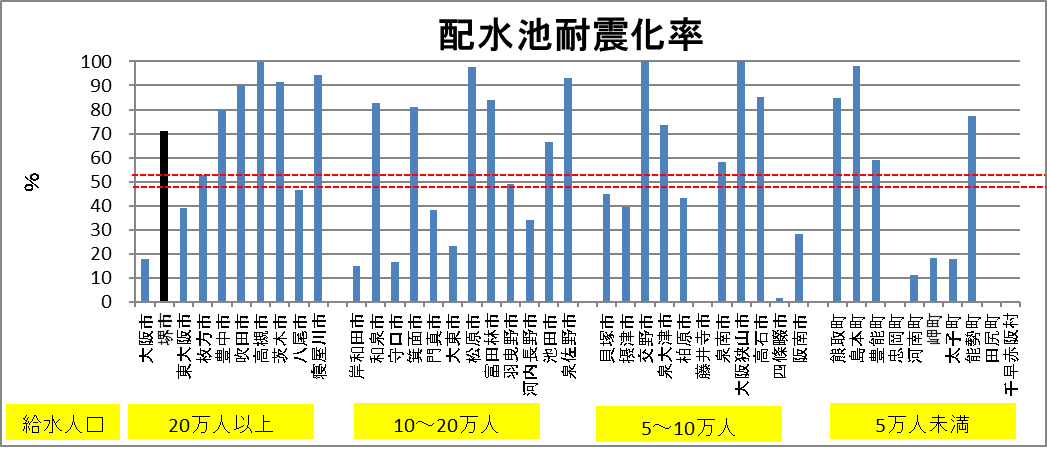 配水池耐震化率
%
100
90
80
70
60
50
40
30
20
10
0
大阪市
堺市
東大阪市
枚方市
豊中市
吹田市
高槻市
茨木市
八尾市
寝屋川市
岸和田市
和泉市
守口市
箕面市
門真市
大東市
松原市
富田林市
羽曳野市
河内長野市
池田市
泉佐野市
貝塚市
摂津市
交野市
泉大津市
柏原市
藤井寺市
泉南市
大阪狭山市
高石市
四條畷市
阪南市
熊取町
島本町
豊能町
忠岡町
河南町
岬町
太子町
能勢町
田尻町
千早赤阪村
給水人口
20万人以上
10～20万人
5～10万人
5万人未満